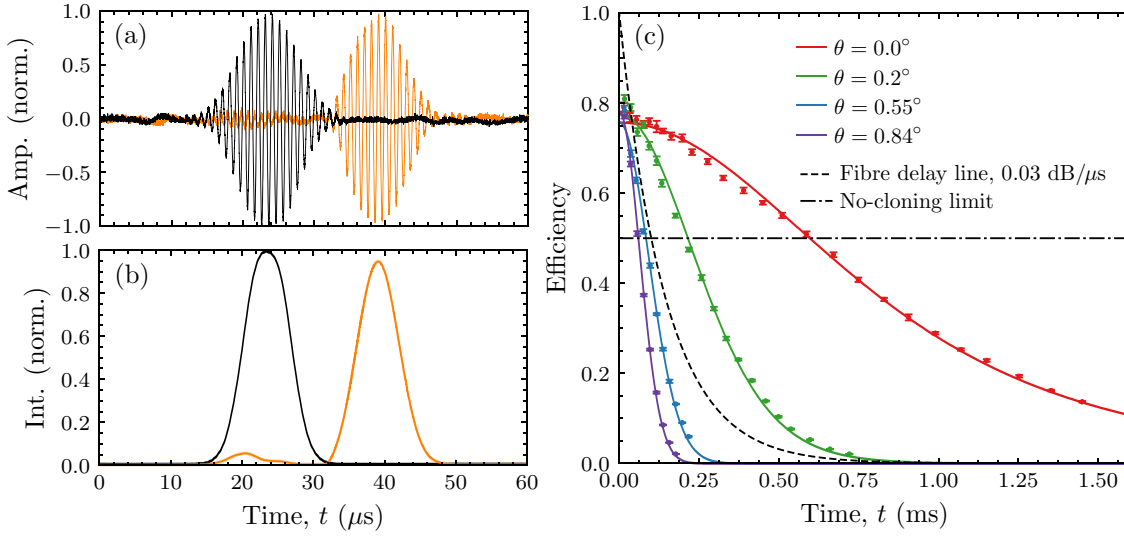 (a)
Amp. (norm.)
1.0
0.5
0.0
−0.5
−1.0
(b)
Int. (norm.)
1.0
0.8
0.6
0.4
0.2
0.0
0 10 20 30 40 50 60
Time, t (μs)
(c)
Efficiency
1.0
0.8
0.6
0.4
0.2
0.0
θ = 0.0°
θ = 0.2°
θ = 0.55°
θ = 0.84°
Fibre delay line, 0.03 dB/μs
No-cloning limit
0.00 0.25 0.50 0.75 1.00 1.25 1.50
Time, t (ms)